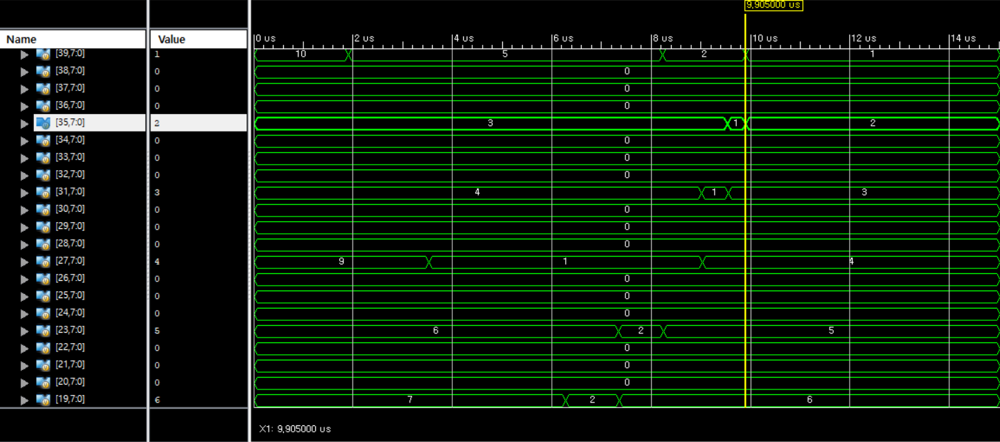 9,905000 us
Name Value 0 us 2 us 4 us 6 us 8 us 10 us 12 us 14 us
[39,7:0] 1 10 5 2 1
[38,7:0] 0 0
[37,7:0] 0 0
[36,7:0] 0 0
[35,7:0] 2 3 1 2
[34,7:0] 0 0
[33,7:0] 0 0
[32,7:0] 0 0
[31,7:0] 3 4 1 3
[30,7:0] 0 0
[29,7:0] 0 0
[28,7:0] 0 0
[27,7:0] 4 9 1 4
[26,7:0] 0 0
[25,7:0] 0 0
[24,7:0] 0 0
[23,7:0] 5 6 2 5
[22,7:0] 0 0
[21,7:0] 0 0
[20,7:0] 0 0
[19,7:0] 6 7 2 6
X1: 9,905000 us